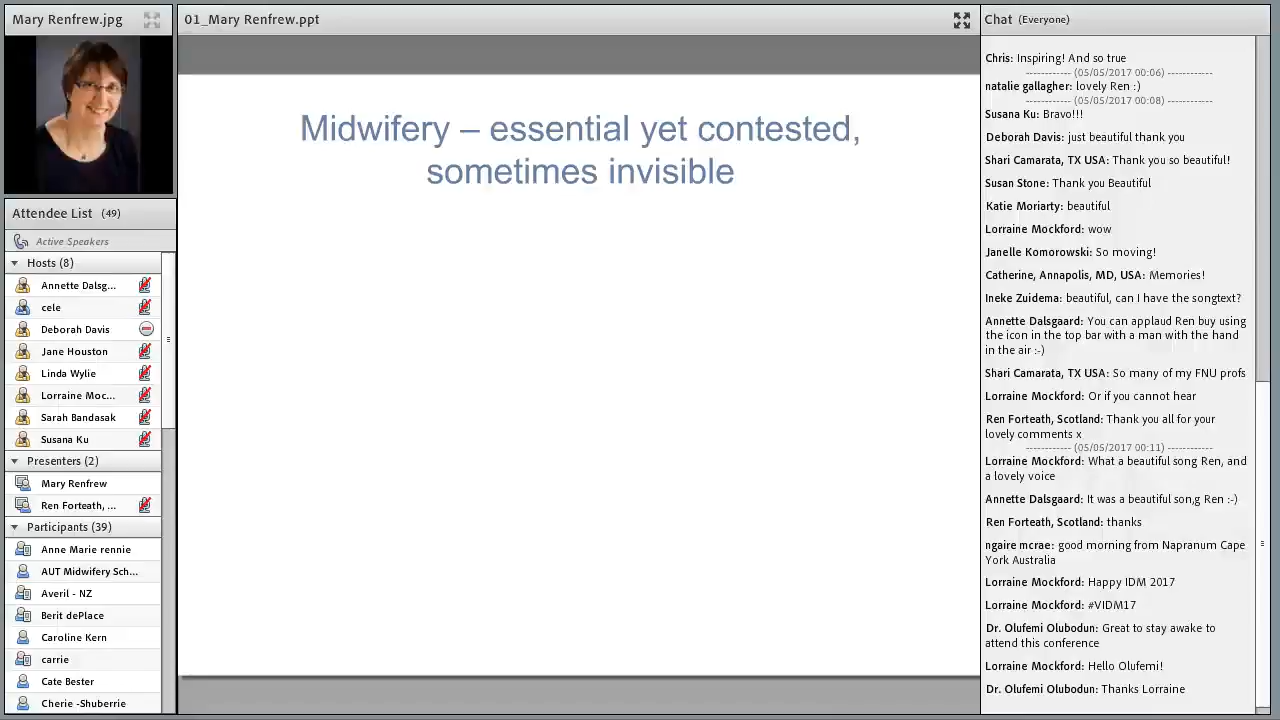 Mary Renfrew.jpg
Attendee List (49)
Active Speakers
Hosts (8)
Annette Dalsg...
cele
Deborah Davis
Jane Houston
Linda Wylie
Lorraine Moc...
Sarah Bandasak
Susana Ku
Presenters (2)
Mary Renfrew
Ren Forteath, ...
Participants (39)
Anne Marie rennie
AUT Midwifery Sch...
Averil - NZ
Berit dePlace
Caroline Kern
carrie
Cate Bester
Cherie -Shuberrie
01_Mary Renfrew.ppt
Midwifery – essential yet contested,
sometimes invisible
Chat (Everyone)
Chris: Inspiring! And so true
------------ (05/05/2017 00:06) ------------
natalie gallagher: lovely Ren :)
------------ (05/05/2017 00:08) ------------
Susana Ku: Bravo!!!
Deborah Davis: just beautiful thank you
Shari Camarata, TX USA: Thank you so beautiful!
Susan Stone: Thank you Beautiful
Katie Moriarty: beautiful
Lorraine Mockford: wow
Janelle Komorowski: So moving!
Catherine, Annapolis, MD, USA: Memories!
Ineke Zuidema: beautiful, can I have the songtext?
Annette Dalsgaard: You can applaud Ren buy using
the icon in the top bar with a man with the hand
in the air :-)
Shari Camarata, TX USA: So many of my FNU profs
Lorraine Mockford: Or if you cannot hear
Ren Forteath, Scotland: Thank you all for your
lovely comments x
------------ (05/05/2017 00:11) ------------
Lorraine Mockford: What a beautiful song Ren, and
a lovely voice
Annette Dalsgaard: It was a beautiful son,g Ren :-)
Ren Forteath, Scotland: thanks
ngaire mcrae: good morning from Napranum Cape
York Australia
Lorraine Mockford: Happy IDM 2017
Lorraine Mockford: #VIDM17
Dr. Olufemi Olubodun: Great to stay awake to
attend this conference
Lorraine Mockford: Hello Olufemi!
Dr. Olufemi Olubodun: Thanks Lorraine